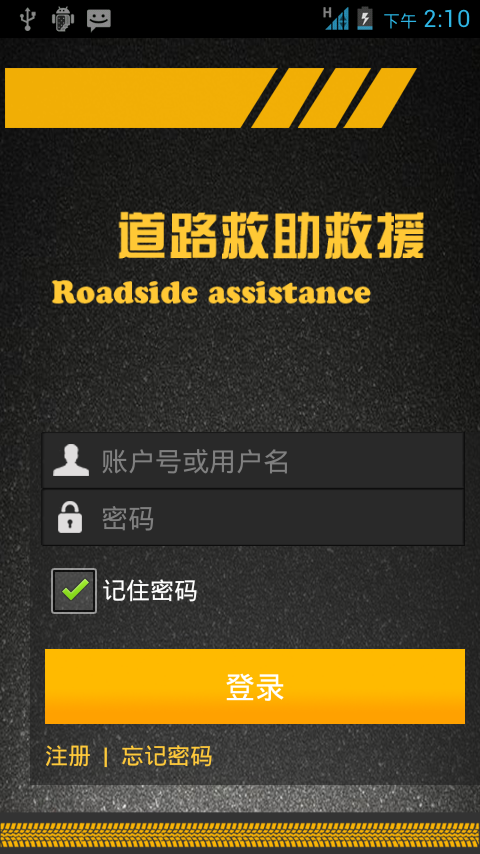 H 下午 2:10
道路救助救援
Roadside assistance
账户号或用户名
密码
记住密码
登录
注册 | 忘记密码